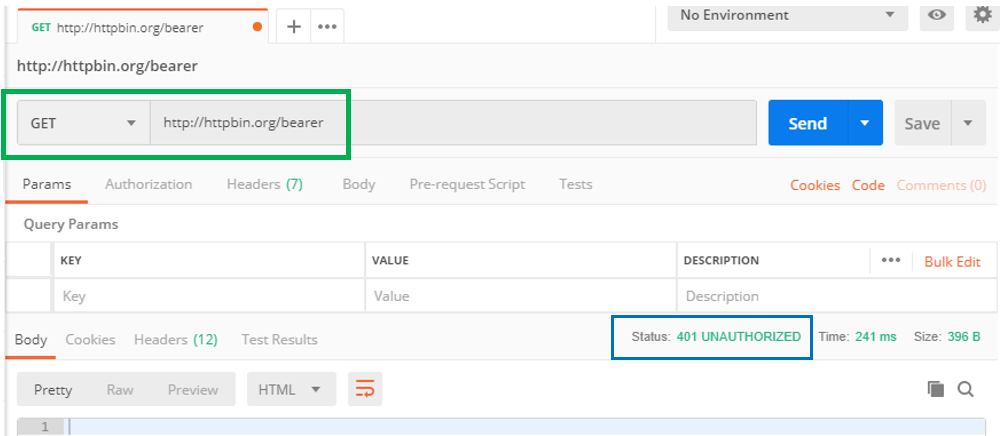 GET http://httpbin.org/bearer No Environment
http://httpbin.org/bearer
GET http://httpbin.org/bearer Send Save
Params Authorization Headers (7) Body Pre-request Script Tests Cookies Code Comments (0)
Query Params
KEY VALUE DESCRIPTION ••• Bulk Edit
Key Value Description
Body Cookies Headers (12) Test Results Status: 401 UNAUTHORIZED Time: 241 ms Size: 396 B
Pretty Raw Preview HTML
1